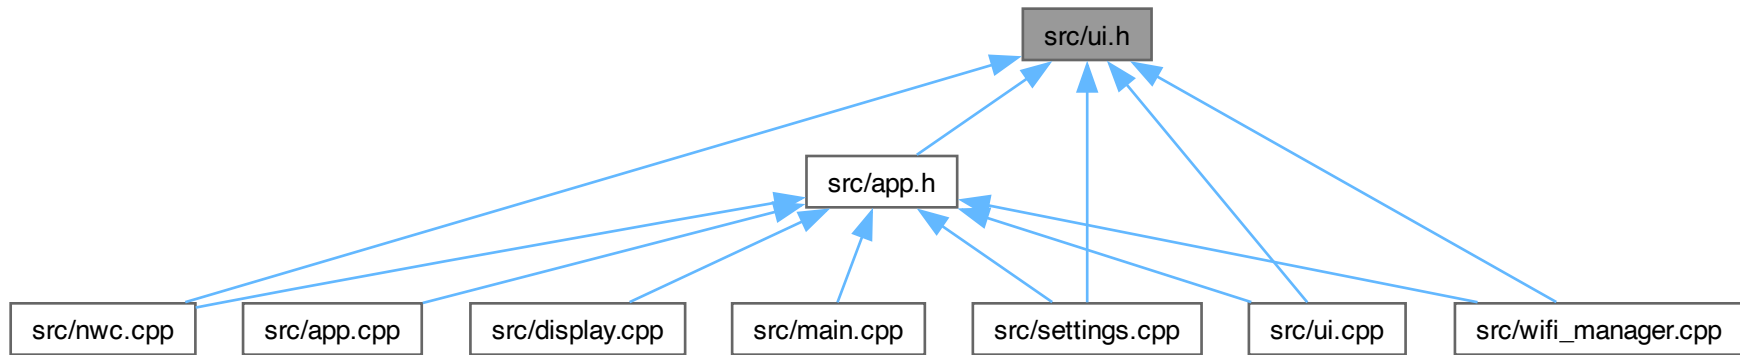 src/ui.h
src/app.h
src/nwc.cpp
src/app.cpp
src/display.cpp
src/main.cpp
src/settings.cpp
src/ui.cpp
src/wifi_manager.cpp